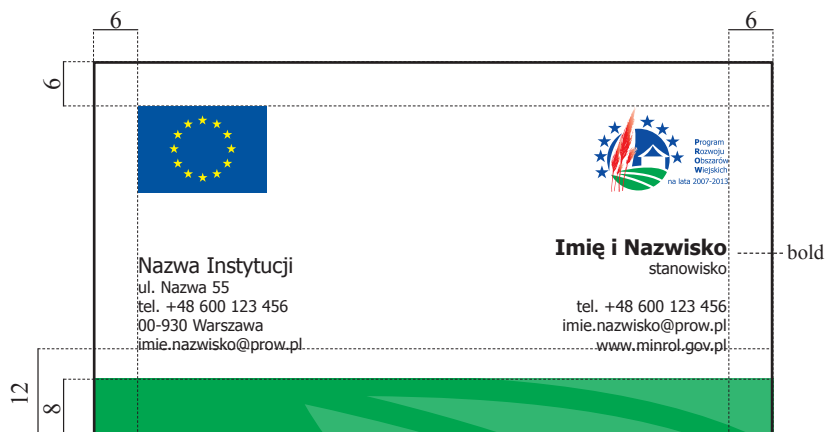 6
6
6
Program
Rozwoju
Obszarów
Wiejskich
na lata 2007-2013
Imię i Nazwisko
bold
stanowisko
Nazwa Instytucji
ul. Nazwa 55
tel. +48 600 123 456
00-930 Warszawa
imie.nazwisko@prow.pl
tel. +48 600 123 456
imie.nazwisko@prow.pl
www.minrol.gov.pl
12
8